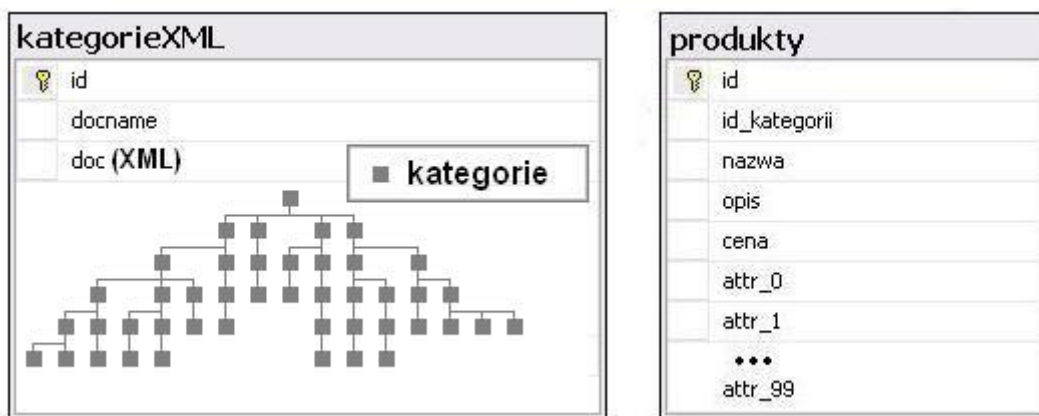 kategorieXML
id
docname
doc (XML)
kategorie
produkty
id
id_kategorii
nazwa
opis
cena
attr_0
attr_1
•••
attr_99